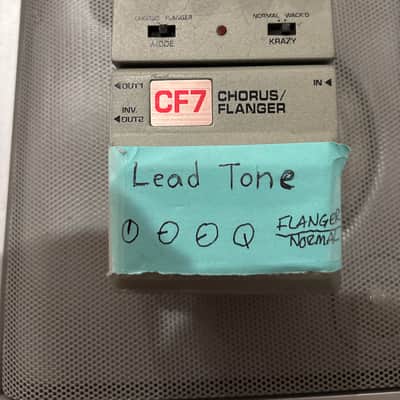 CHORUS FLANGER
MODE
NORMAL WACK'D
KRAZY
◄OUT1
INV.
◄OUT2
CF7
CHORUS/
FLANGER
IN◄
Lead Tone
FLANGER
NORMAL